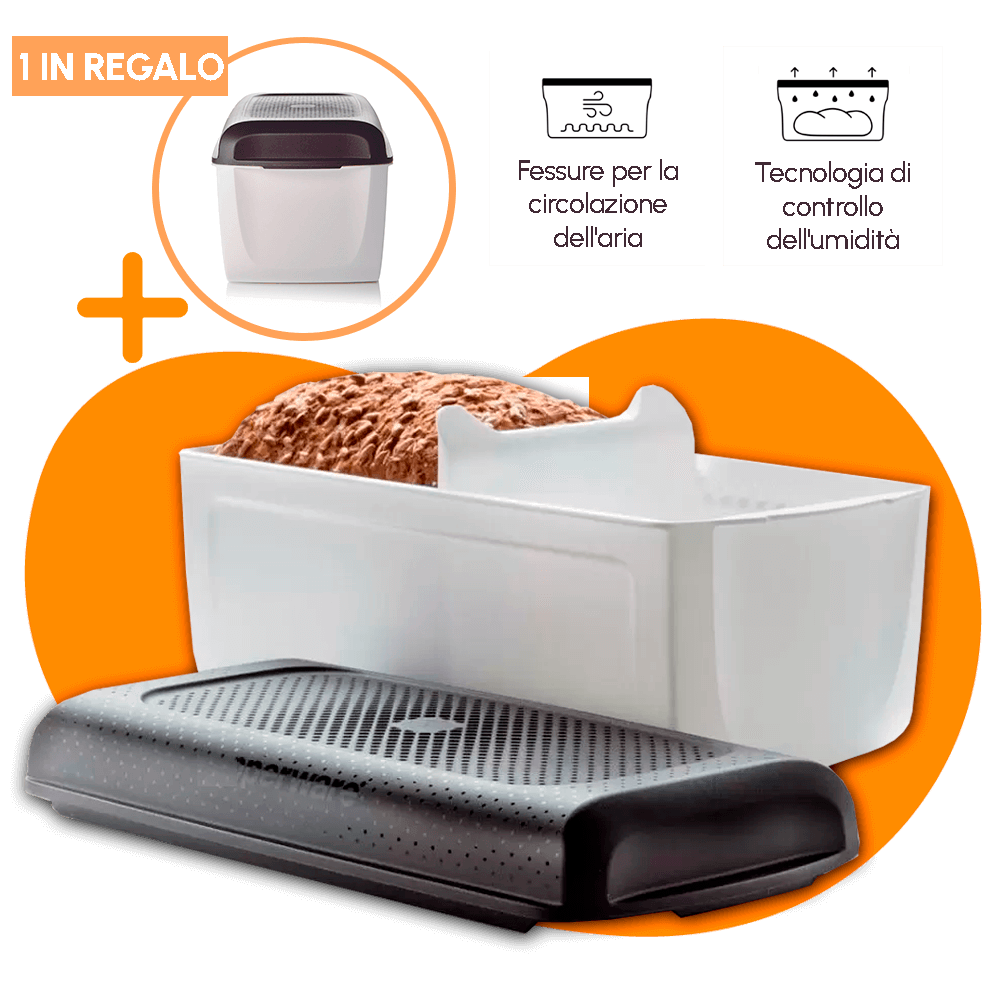 1 IN REGALO
Fessure per la
circolazione
dell'aria
Tecnologia di
controllo
dell'umidità